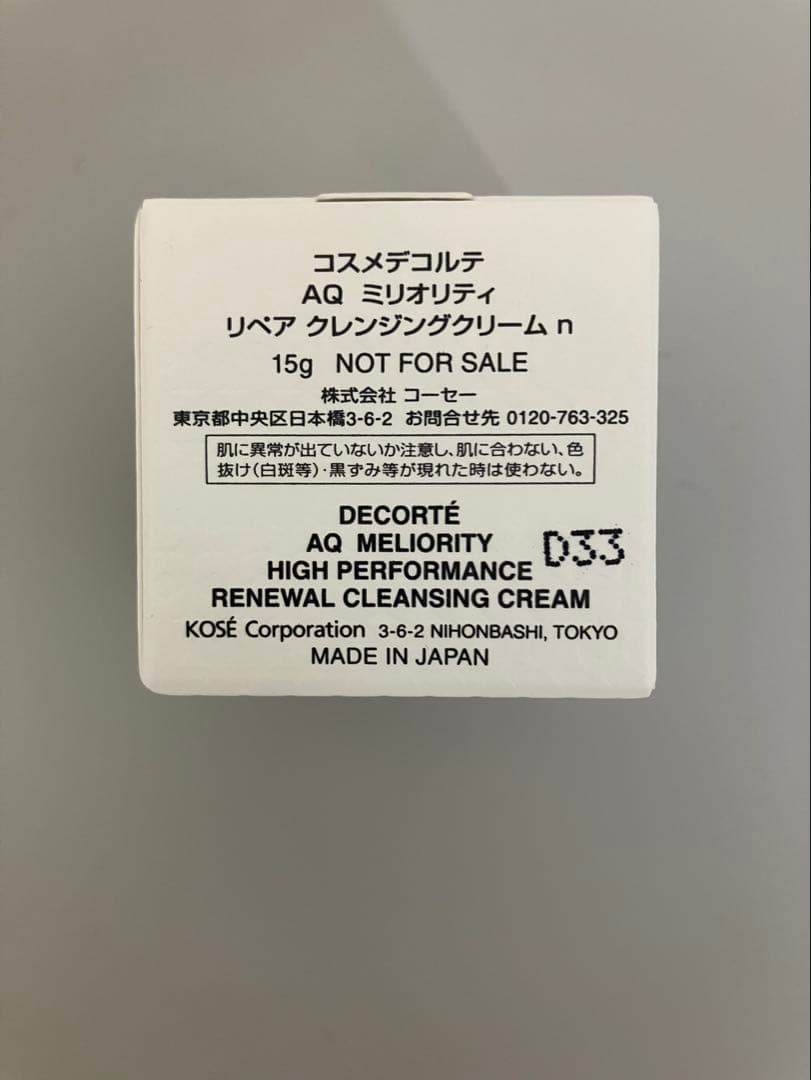 コスメデコルテ
AQ ミリオリティ
リペア クレンジングクリーム n
15g NOT FOR SALE
株式会社 コーセー
東京都中央区日本橋3-6-2 お問合せ先 0120-763-325
肌に異常が出ていないか注意し、肌に合わない、色
抜け(白斑等)・黒ずみ等が現れた時は使わない。
DECORTÉ
AQ MELIORITY
HIGH PERFORMANCE
D33
RENEWAL CLEANSING CREAM
KOSÉ Corporation 3-6-2 NIHONBASHI, TOKYO
MADE IN JAPAN